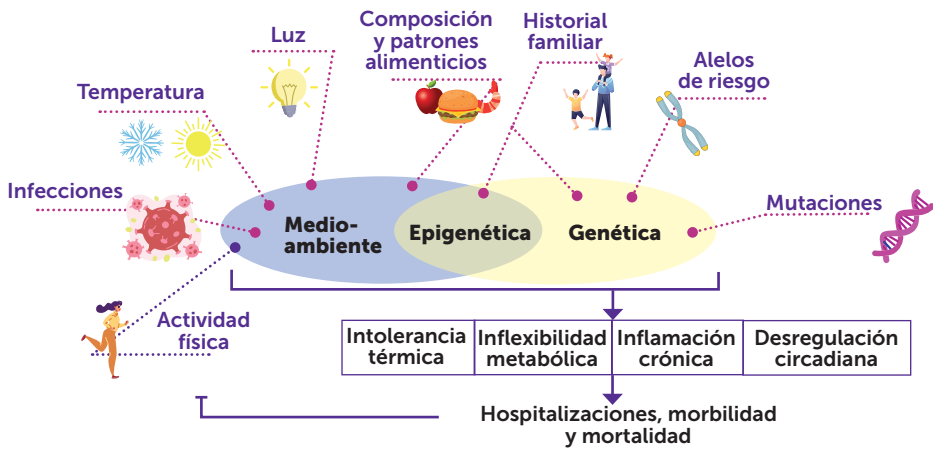 Luz
Composición
y patrones
alimenticios
Historial
familiar
Alelos
de riesgo
Temperatura
Infecciones
Mutaciones
Medio-
ambiente
Epigenética
Genética
Actividad
física
Intolerancia
térmica
Inflexibilidad
metabólica
Inflamación
crónica
Desregulación
circadiana
Hospitalizaciones, morbilidad
y mortalidad